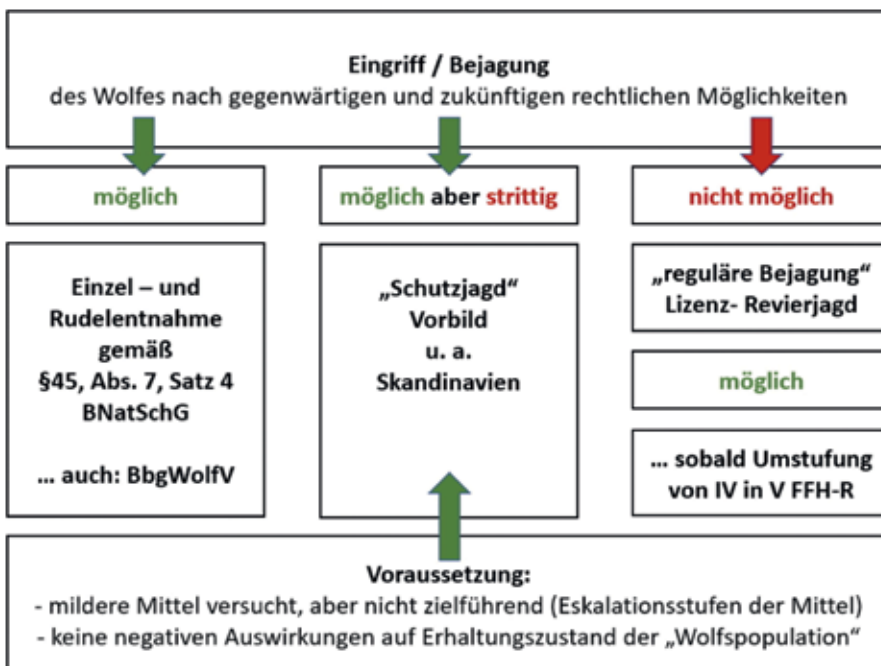 Eingriff / Bejagung
des Wolfes nach gegenwärtigen und zukünftigen rechtlichen Möglichkeiten
möglich
Einzel – und
Rudelentnahme
gemäß
§45, Abs. 7, Satz 4
BNatSchG
... auch: BbgWolfV
möglich aber strittig
„Schutzjagd“
Vorbild
u. a.
Skandinavien
nicht möglich
„reguläre Bejagung“
Lizenz- Revierjagd
möglich
... sobald Umstufung
von IV in V FFH-R
Voraussetzung:
- mildere Mittel versucht, aber nicht zielführend (Eskalationsstufen der Mittel)
- keine negativen Auswirkungen auf Erhaltungszustand der „Wolfspopulation“